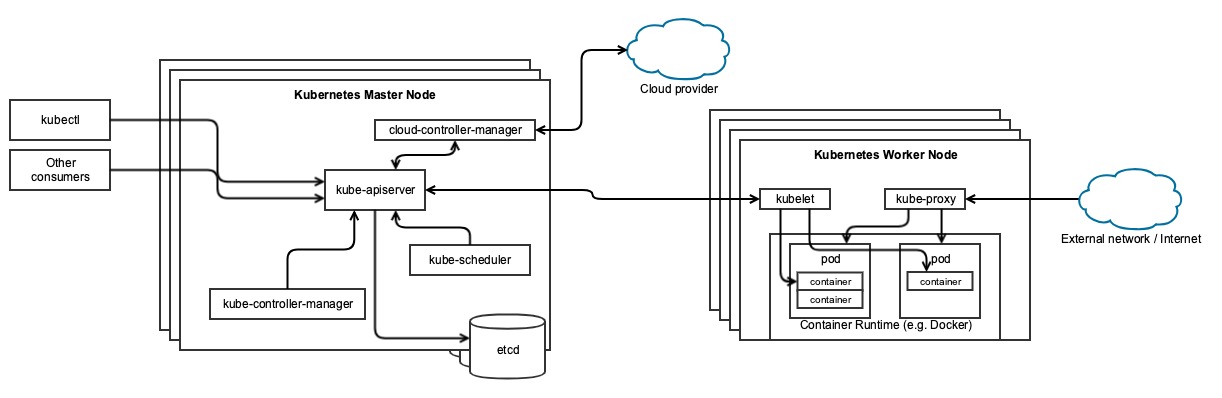 Cloud provider
Kubernetes Master Node
kubectl
cloud-controller-manager
Other
consumers
kube-apiserver
kube-scheduler
kube-controller-manager
etcd
Kubernetes Worker Node
kubelet
kube-proxy
External network / Internet
pod
pod
container
container
container
Container Runtime (e.g. Docker)